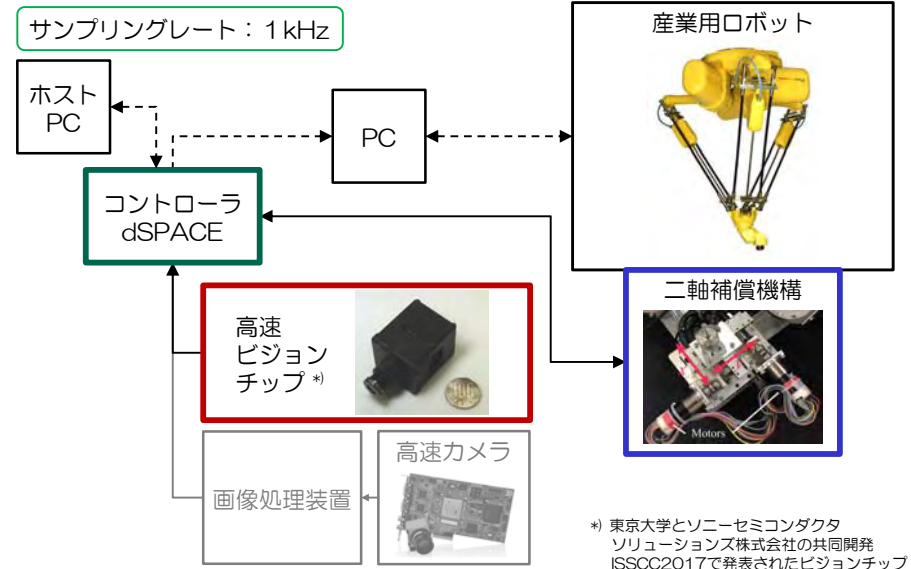 サンプリングレート：１kHz
産業用ロボット
ホスト
PC
PC
コントローラ
dSPACE
二軸補償機構
高速
ビジョン
チップ *)
Motors
高速カメラ
画像処理装置
*) 東京大学とソニーセミコンダクタ
ソリューションズ株式会社の共同開発
ISSCC2017で発表されたビジョンチップ